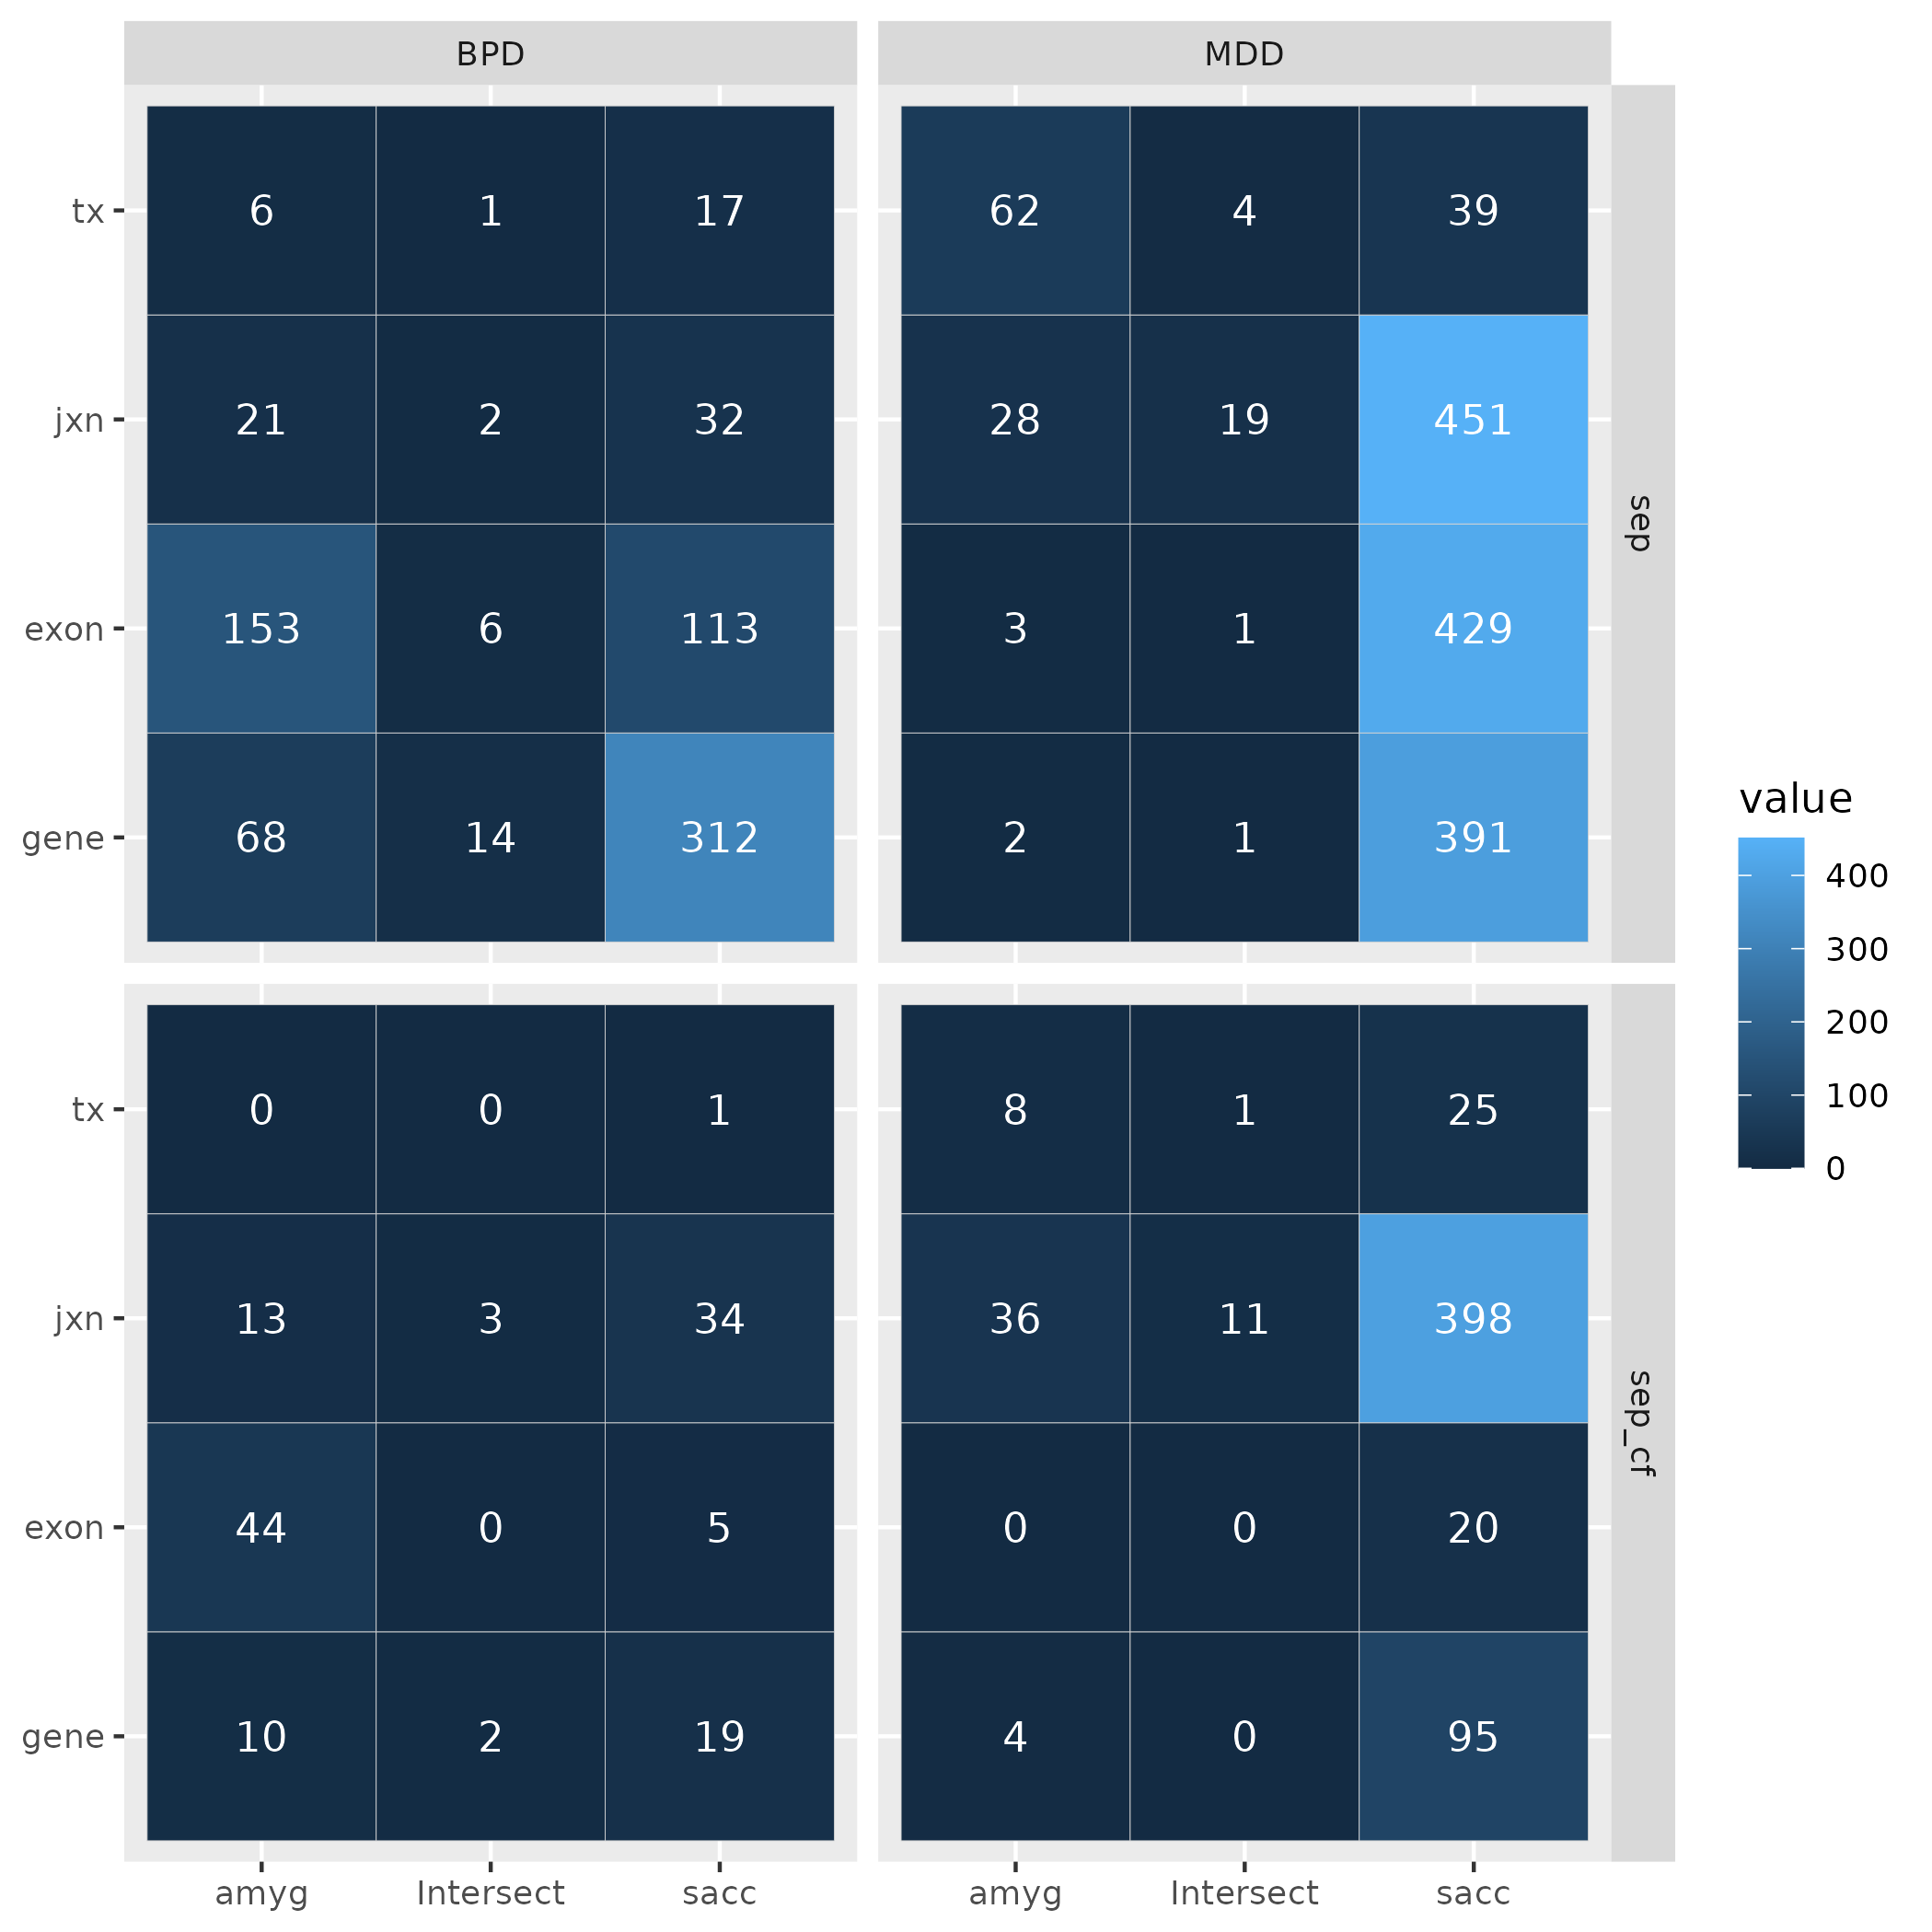 BPD MDD
tx 6 1 17 62 4 39
jxn 21 2 32 28 19 451
sep
exon 153 6 113 3 1 429
gene 68 14 312 2 1 391
value
400
300
200
100
0
tx 0 0 1 8 1 25
jxn 13 3 34 36 11 398
sep_cf
exon 44 0 5 0 0 20
gene 10 2 19 4 0 95
amyg Intersect sacc amyg Intersect sacc